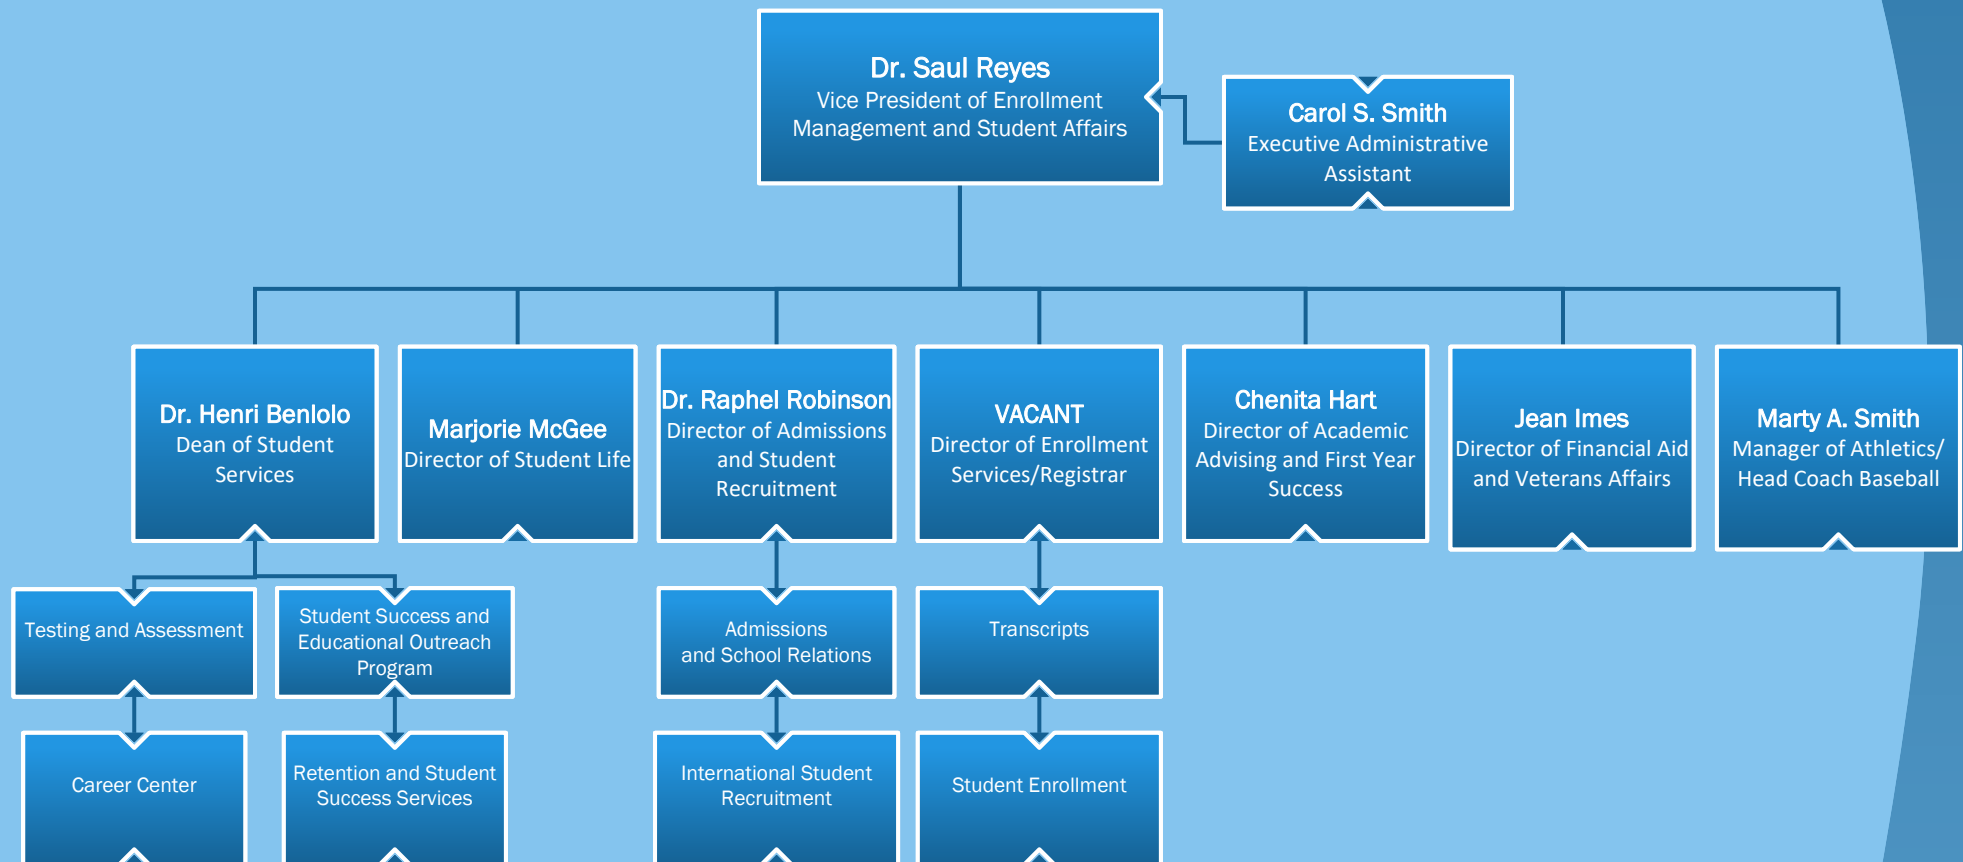 Dr. Saul Reyes
Vice President of Enrollment
Management and Student Affairs
Carol S. Smith
Executive Administrative
Assistant
Dr. Henri Benlolo
Dean of Student
Services
Marjorie McGee
Director of Student Life
Dr. Raphel Robinson
Director of Admissions
and Student
Recruitment
VACANT
Director of Enrollment
Services/Registrar
Chenita Hart
Director of Academic
Advising and First Year
Success
Jean Imes
Director of Financial Aid
and Veterans Affairs
Marty A. Smith
Manager of Athletics/
Head Coach Baseball
Testing and Assessment
Student Success and
Educational Outreach
Program
Admissions
and School Relations
Transcripts
Career Center
Retention and Student
Success Services
International Student
Recruitment
Student Enrollment